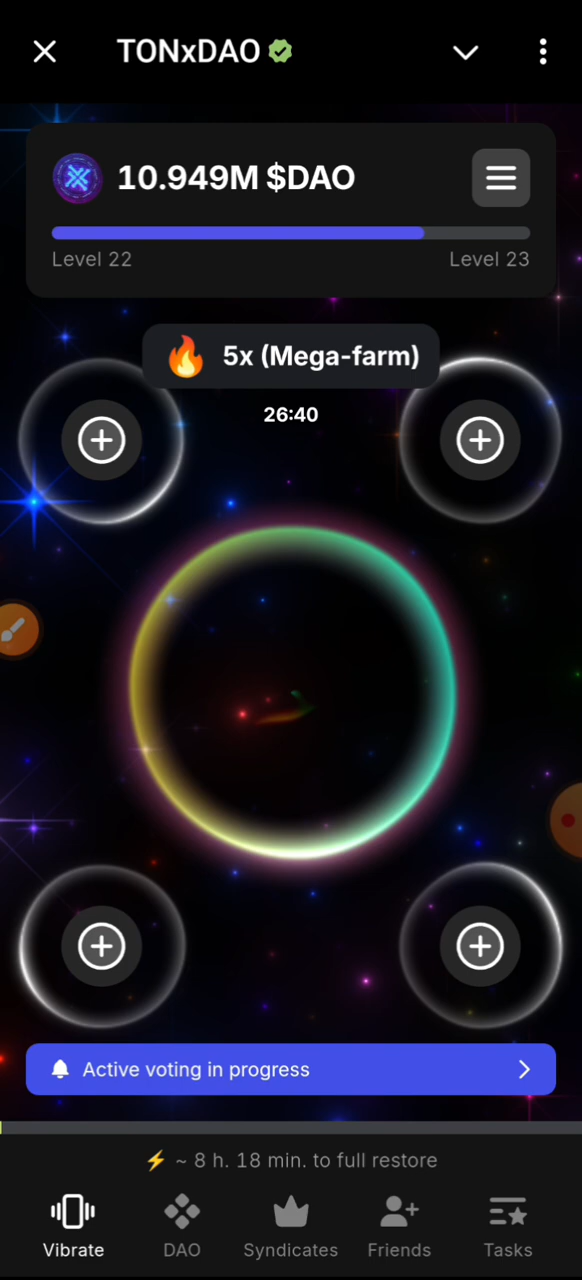 TONxDAO
10.949M $DAO
Level 22
Level 23
5x (Mega-farm)
26:40
Active voting in progress
~ 8 h. 18 min. to full restore
Vibrate
DAO
Syndicates
Friends
Tasks